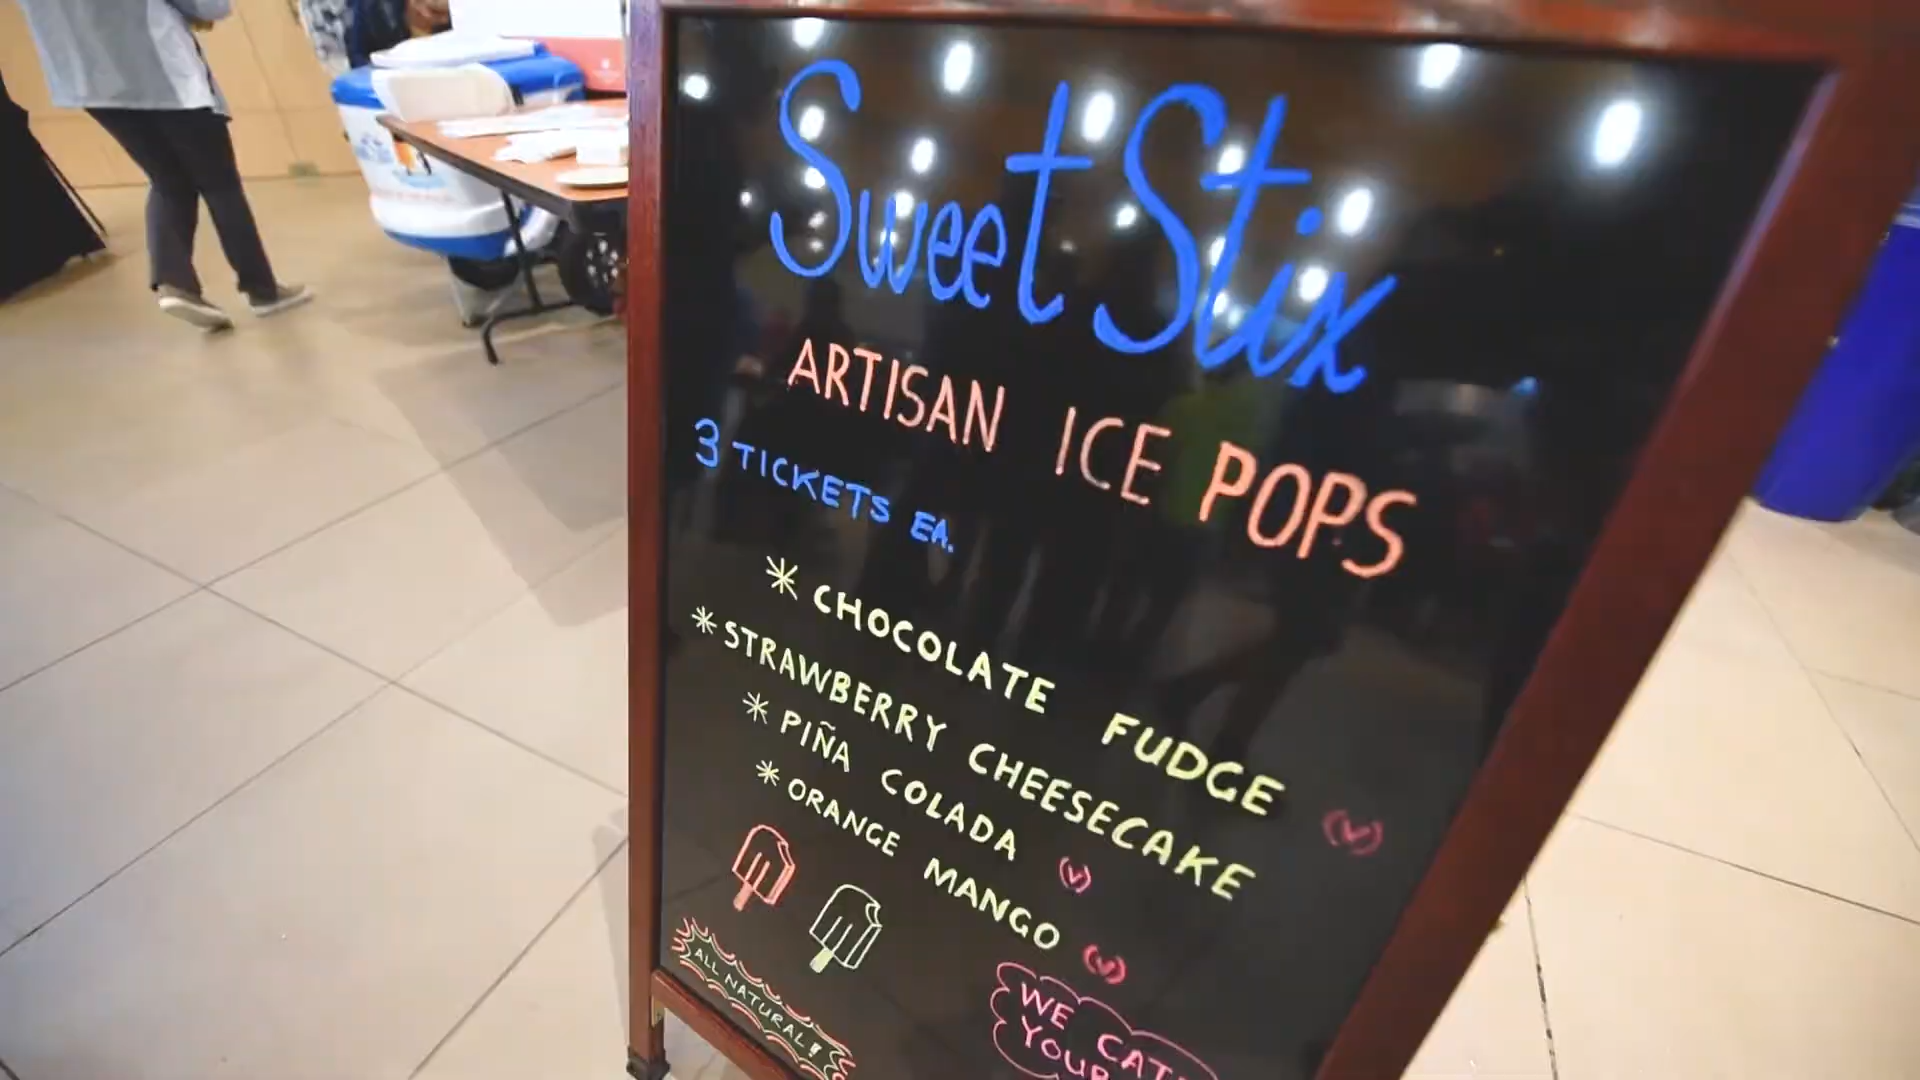 Sweet Stix
ARTISAN ICE POPS
3 TICKETS EA.
* CHOCOLATE FUDGE (V)
* STRAWBERRY CHEESECAKE
* PIÑA COLADA (V)
* ORANGE MANGO (V)
ALL NATURAL!
WE
YOUR